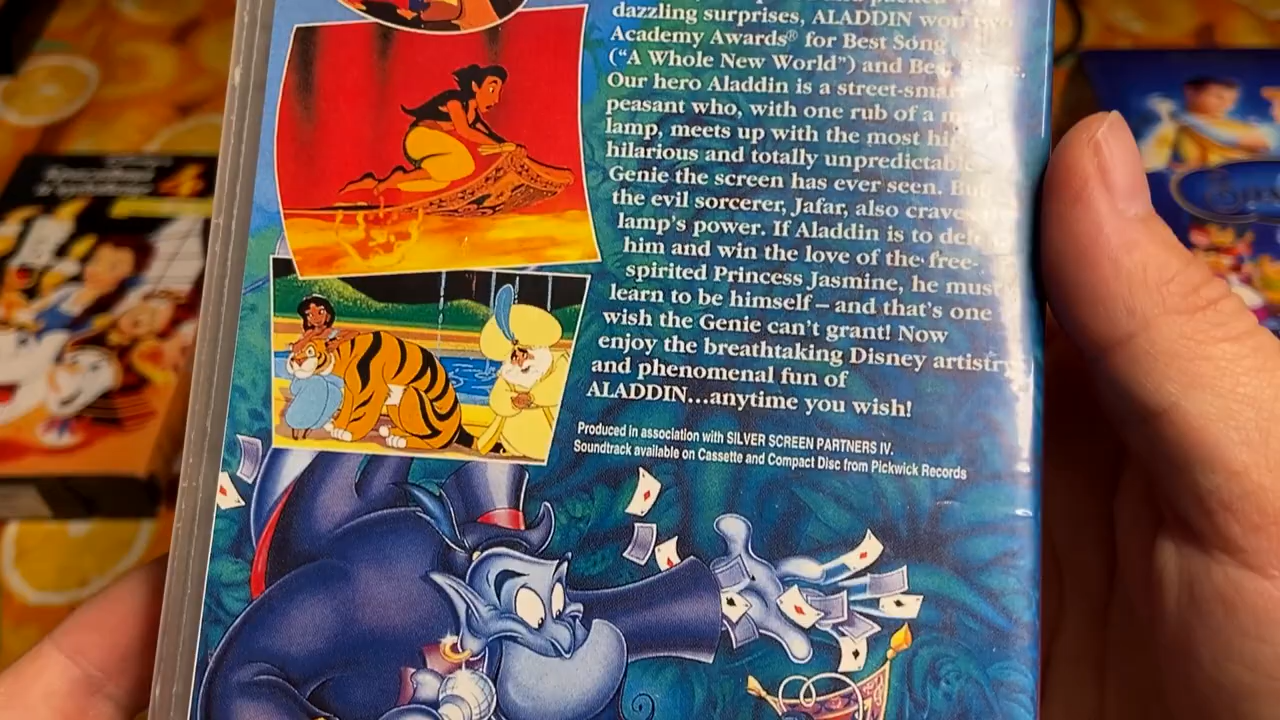 dazzling surprises, ALADDIN won two
Academy Awards® for Best Song
("A Whole New World") and Best
Our hero Aladdin is a street-smart
peasant who, with one rub of a
lamp, meets up with the most
hilarious and totally unpredictable
Genie the screen has ever seen. But
the evil sorcerer, Jafar, also craves
lamp's power. If Aladdin is to
him and win the love of the free-
spirited Princess Jasmine, he must
learn to be himself – and that's one
wish the Genie can't grant! Now
enjoy the breathtaking Disney artistry
and phenomenal fun of
ALADDIN...anytime you wish!
Produced in association with SILVER SCREEN PARTNERS IV.
Soundtrack available on Cassette and Compact Disc from Pickwick Records
4